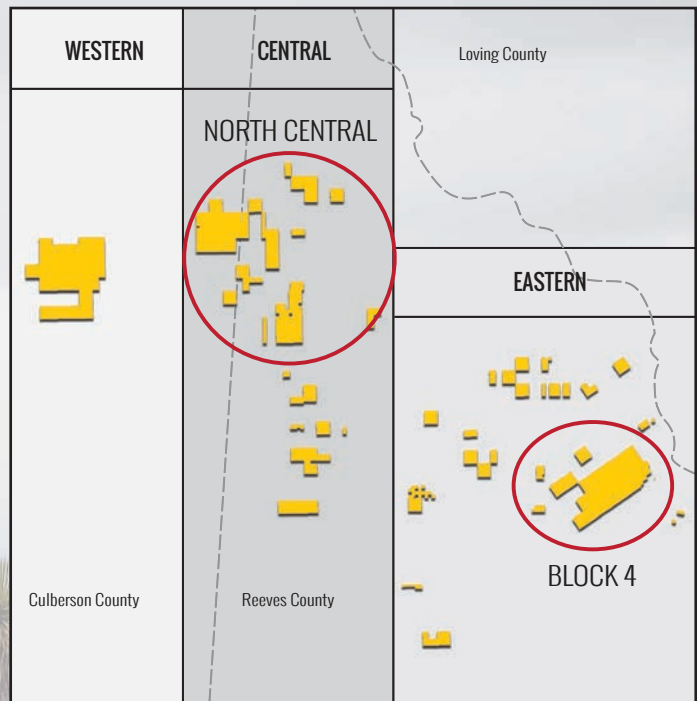 WESTERN
CENTRAL
Loving County
NORTH CENTRAL
EASTERN
BLOCK 4
Culberson County
Reeves County